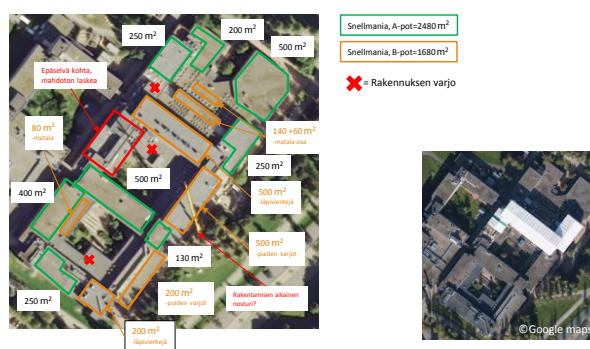 250 m²
200 m²
500 m²
Epäselvä kohta,
mahdoton laskea
80 m²
-matala
140 +60 m²
-matala-osa
250 m²
500 m²
400 m²
500 m²
-läpivientejä
500 m²
-puiden varjot
130 m²
250 m²
200 m²
-puiden varjot
Rakentamisen aikainen
nosturi?
200 m²
-läpivientejä
Snellmania, A-pot=2480 m²
Snellmania, B-pot=1680 m²
= Rakennuksen varjo
©Google maps